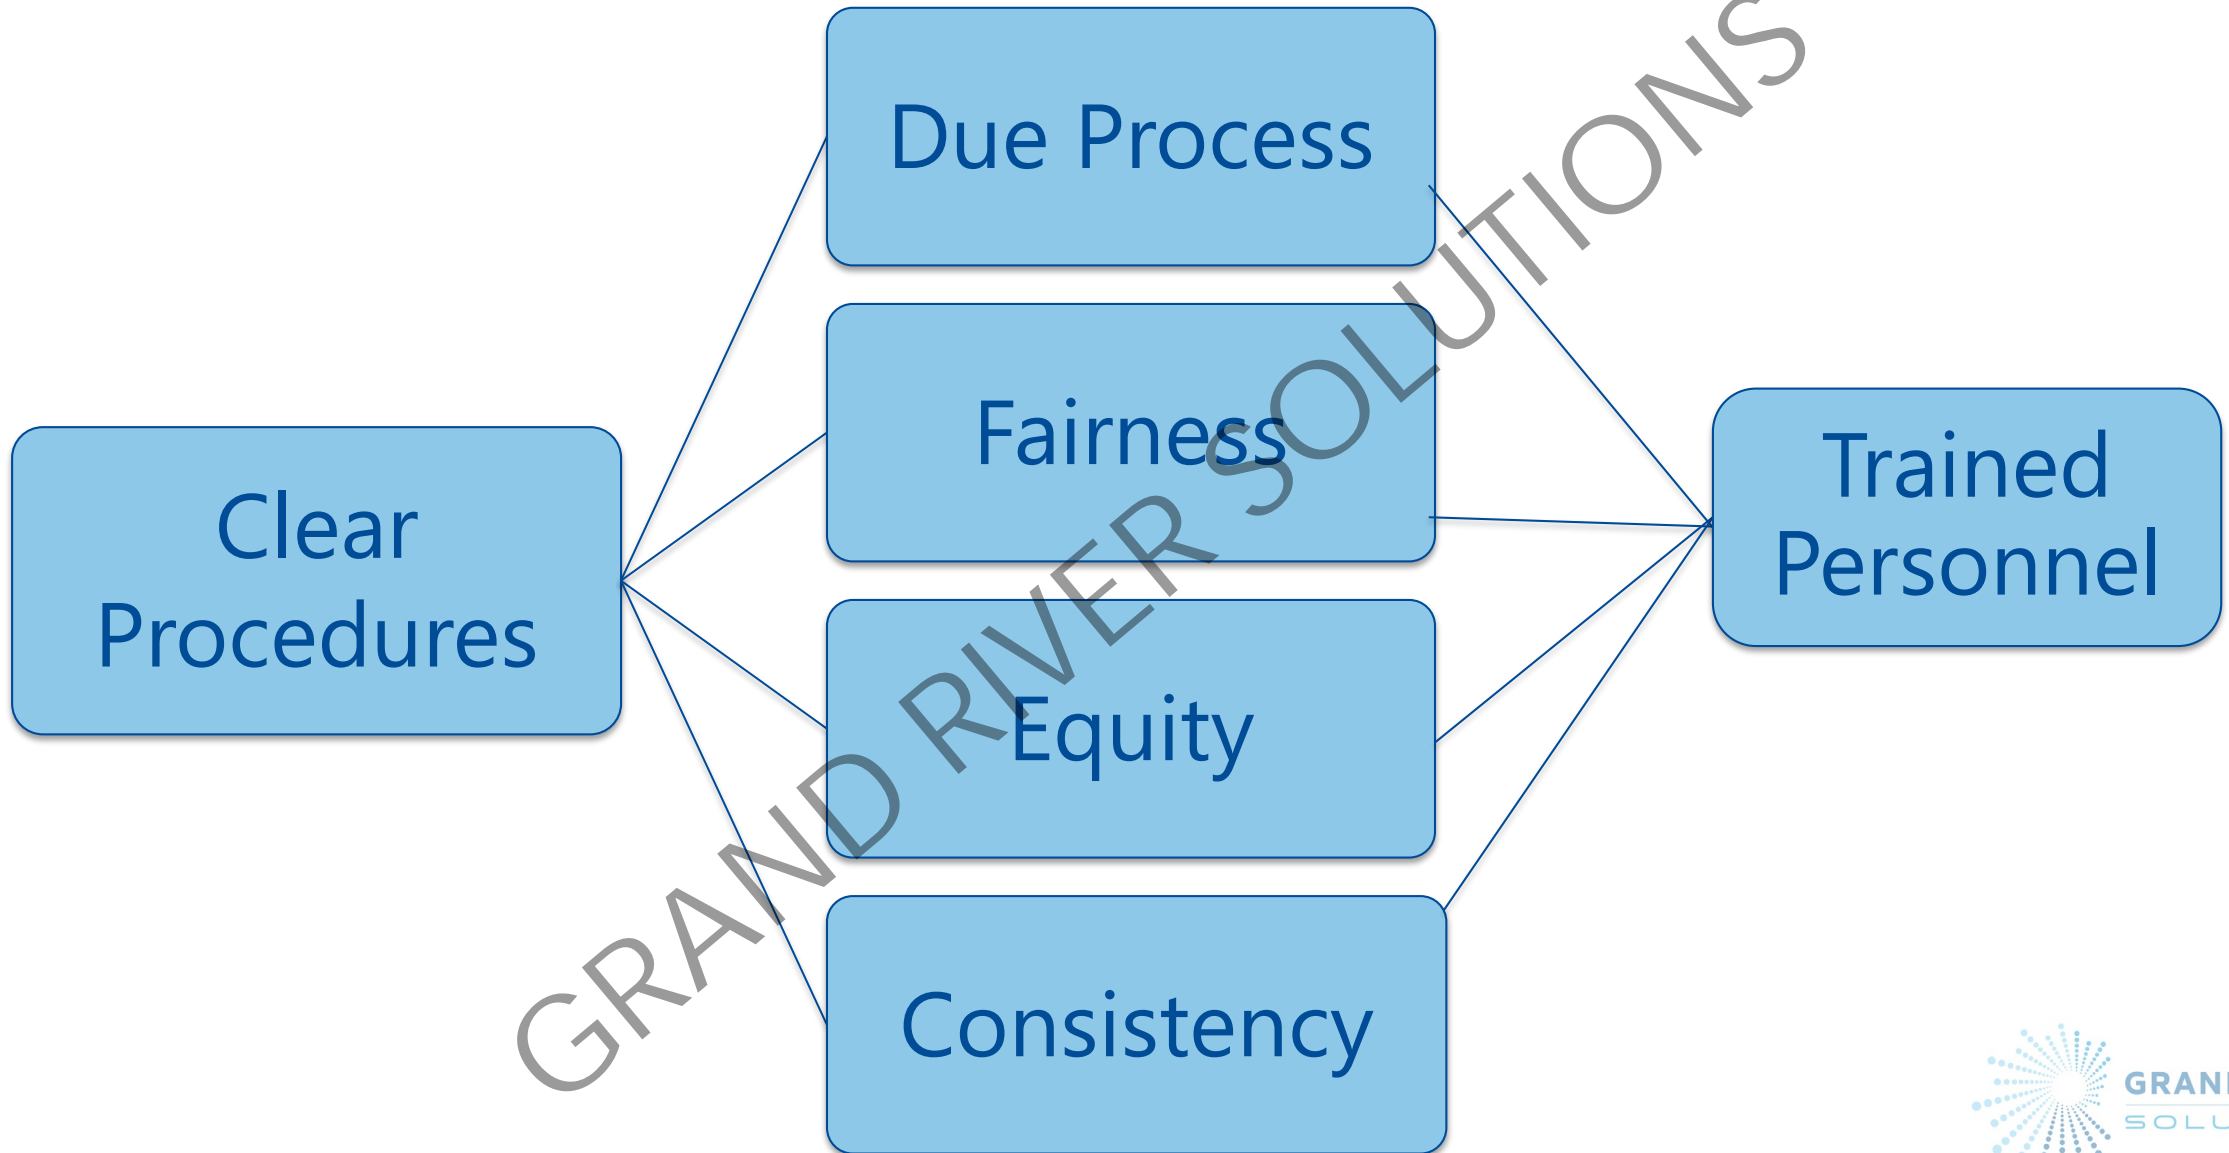 Due Process
Fairness
Clear
Procedures
Trained
Personnel
Equity
Consistency
GRAND RIVER SOLUTIONS